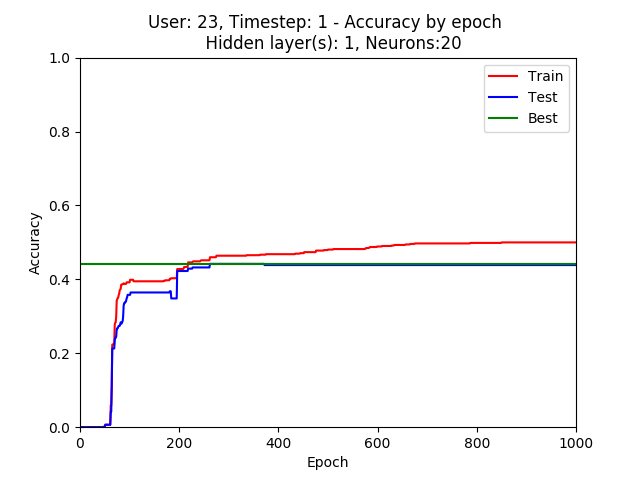 User: 23, Timestep: 1 - Accuracy by epoch
Hidden layer(s): 1, Neurons:20
1.0
0.8
0.6
0.4
0.2
0.0
Accuracy
Train
Test
Best
0 200 400 600 800 1000
Epoch